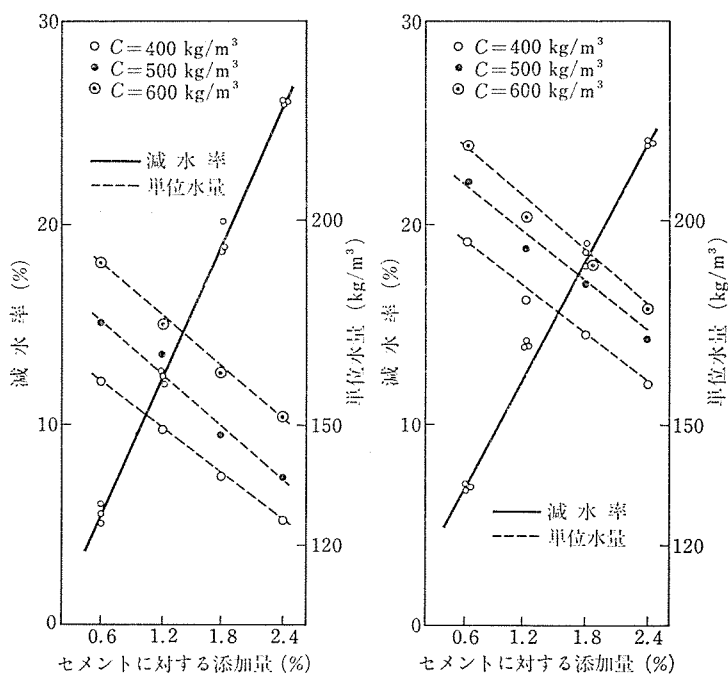 30
C=400 kg/m³
C=500 kg/m³
C=600 kg/m³
減水率
単位水量
20
10
0
減水率 (%)
200
150
120
単位水量 (kg/m³)
0.6 1.2 1.8 2.4
セメントに対する添加量 (%)
30
C=400 kg/m³
C=500 kg/m³
C=600 kg/m³
20
10
0
減水率 (%)
200
150
120
単位水量 (kg/m³)
減水率
単位水量
0.6 1.2 1.8 2.4
セメントに対する添加量 (%)